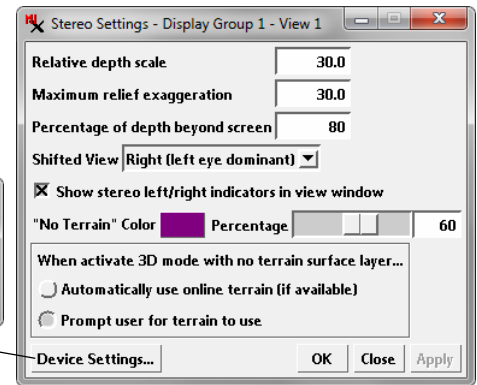 Stereo Settings - Display Group 1 - View 1
Relative depth scale 30.0
Maximum relief exaggeration 30.0
Percentage of depth beyond screen 80
Shifted View Right (left eye dominant)
Show stereo left/right indicators in view window
"No Terrain" Color Percentage 60
When activate 3D mode with no terrain surface layer...
Automatically use online terrain (if available)
Prompt user for terrain to use
Device Settings... OK Close Apply